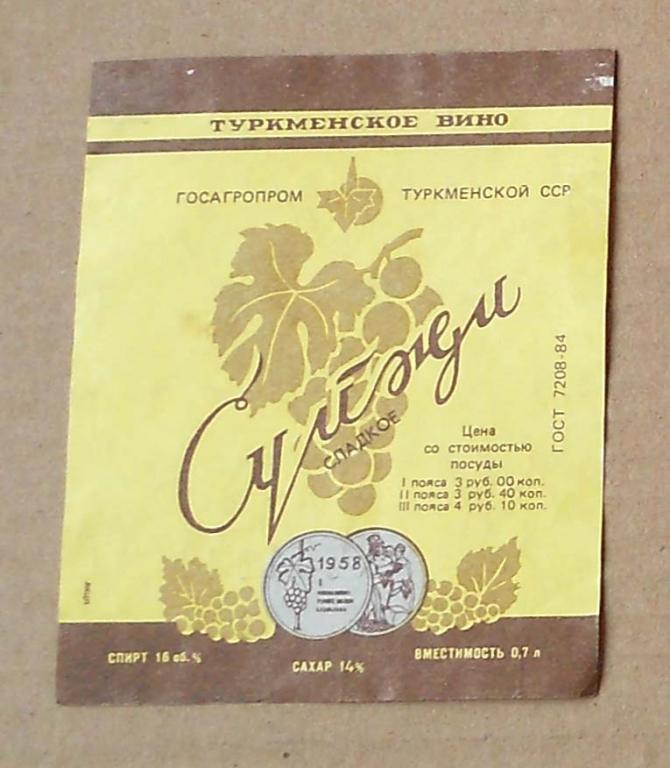 ТУРКМЕНСКОЕ ВИНО
ГОСАГРОПРОМ ТУРКМЕНСКОЙ ССР
СЛАДКОЕ
ГОСТ 7208-84
Цена
со стоимостью
посуды
I пояса 3 руб. 00 коп.
II пояса 3 руб. 40 коп.
III пояса 4 руб. 10 коп.
1958
СПИРТ 16 об.%
САХАР 14%
ВМЕСТИМОСТЬ 0,7 л